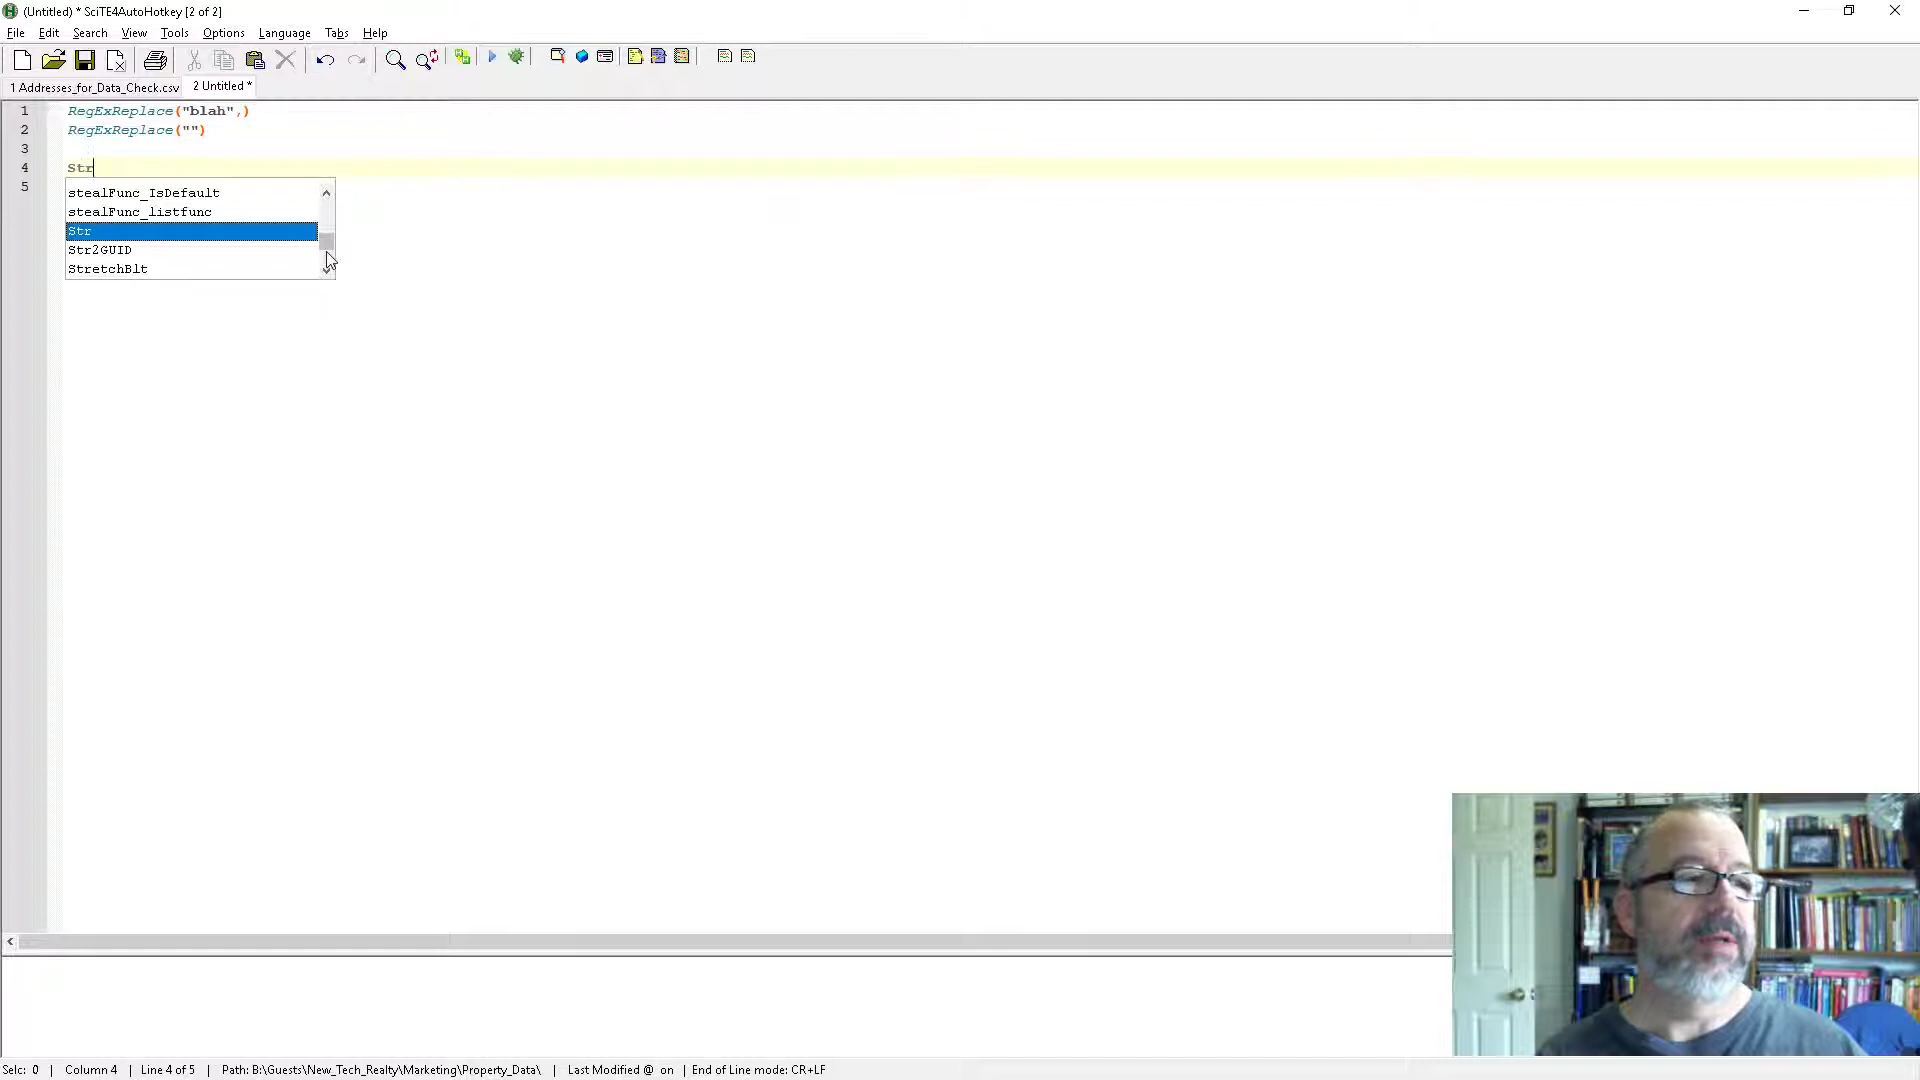 (Untitled) * SciTE4AutoHotkey [2 of 2]
File Edit Search View Tools Options Language Tabs Help
1 Addresses_for_Data_Check.csv 2 Untitled *
1 RegExReplace("blah",)
2 RegExReplace("")
3
4 Str
5
stealFunc_IsDefault
stealFunc_listfunc
Str
Str2GUID
StretchBlt
Selc: 0 | Column 4 | Line 4 of 5 | Path: B:\Guests\New_Tech_Realty\Marketing\Property_Data\ | Last Modified @ on | End of Line mode: CR+LF